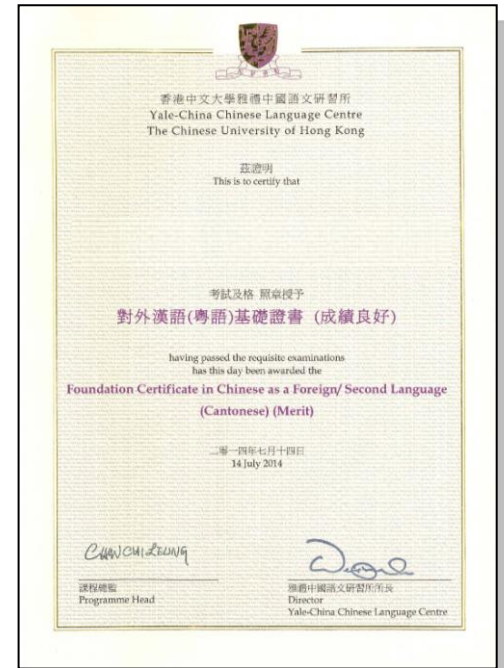 香港中文大學雅禮中國語文研習所
Yale-China Chinese Language Centre
The Chinese University of Hong Kong
茲證明
This is to certify that
考試及格 照章授予
對外漢語(粵語)基礎證書 (成績良好)
having passed the requisite examinations
has this day been awarded the
Foundation Certificate in Chinese as a Foreign/ Second Language
(Cantonese) (Merit)
二零一四年七月十四日
14 July 2014
CHAN CHI LEUNG
課程總監
Programme Head
雅禮中國語文研習所所長
Director
Yale-China Chinese Language Centre